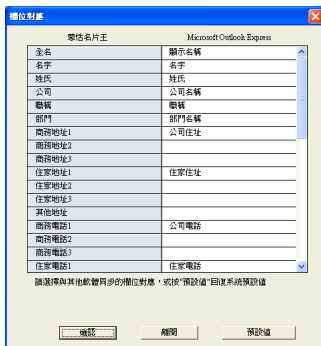 欄位對應
蒙恬名片王 Microsoft Outlook Express
全名 顯示名稱
名字 名字
姓氏 姓氏
公司 公司名稱
職稱 職稱
部門 部門名稱
商務地址1 公司住址
商務地址2
商務地址3
住家地址1 住家住址
住家地址2
住家地址3
其他地址
商務電話1 公司電話
商務電話2
商務電話3
住家電話1 住家電話
請選擇與其他軟體同步的欄位對應，或按"預設值"回復系統預設值
確認 離開 預設值